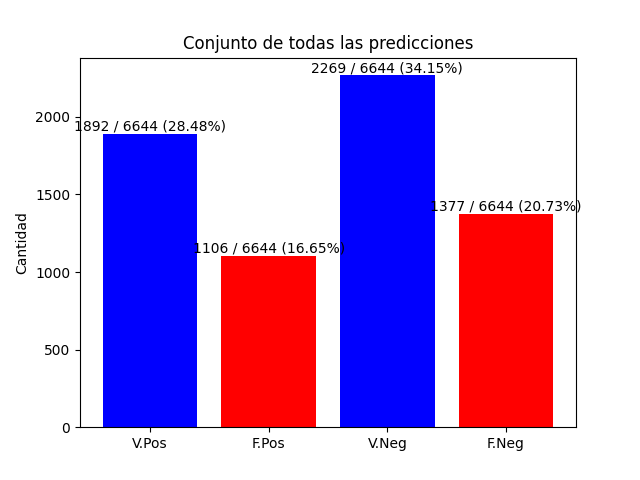 Conjunto de todas las predicciones
2269 / 6644 (34.15%)
1892 / 6644 (28.48%)
1377 / 6644 (20.73%)
1106 / 6644 (16.65%)
Cantidad
2000
1500
1000
500
0
V.Pos F.Pos V.Neg F.Neg